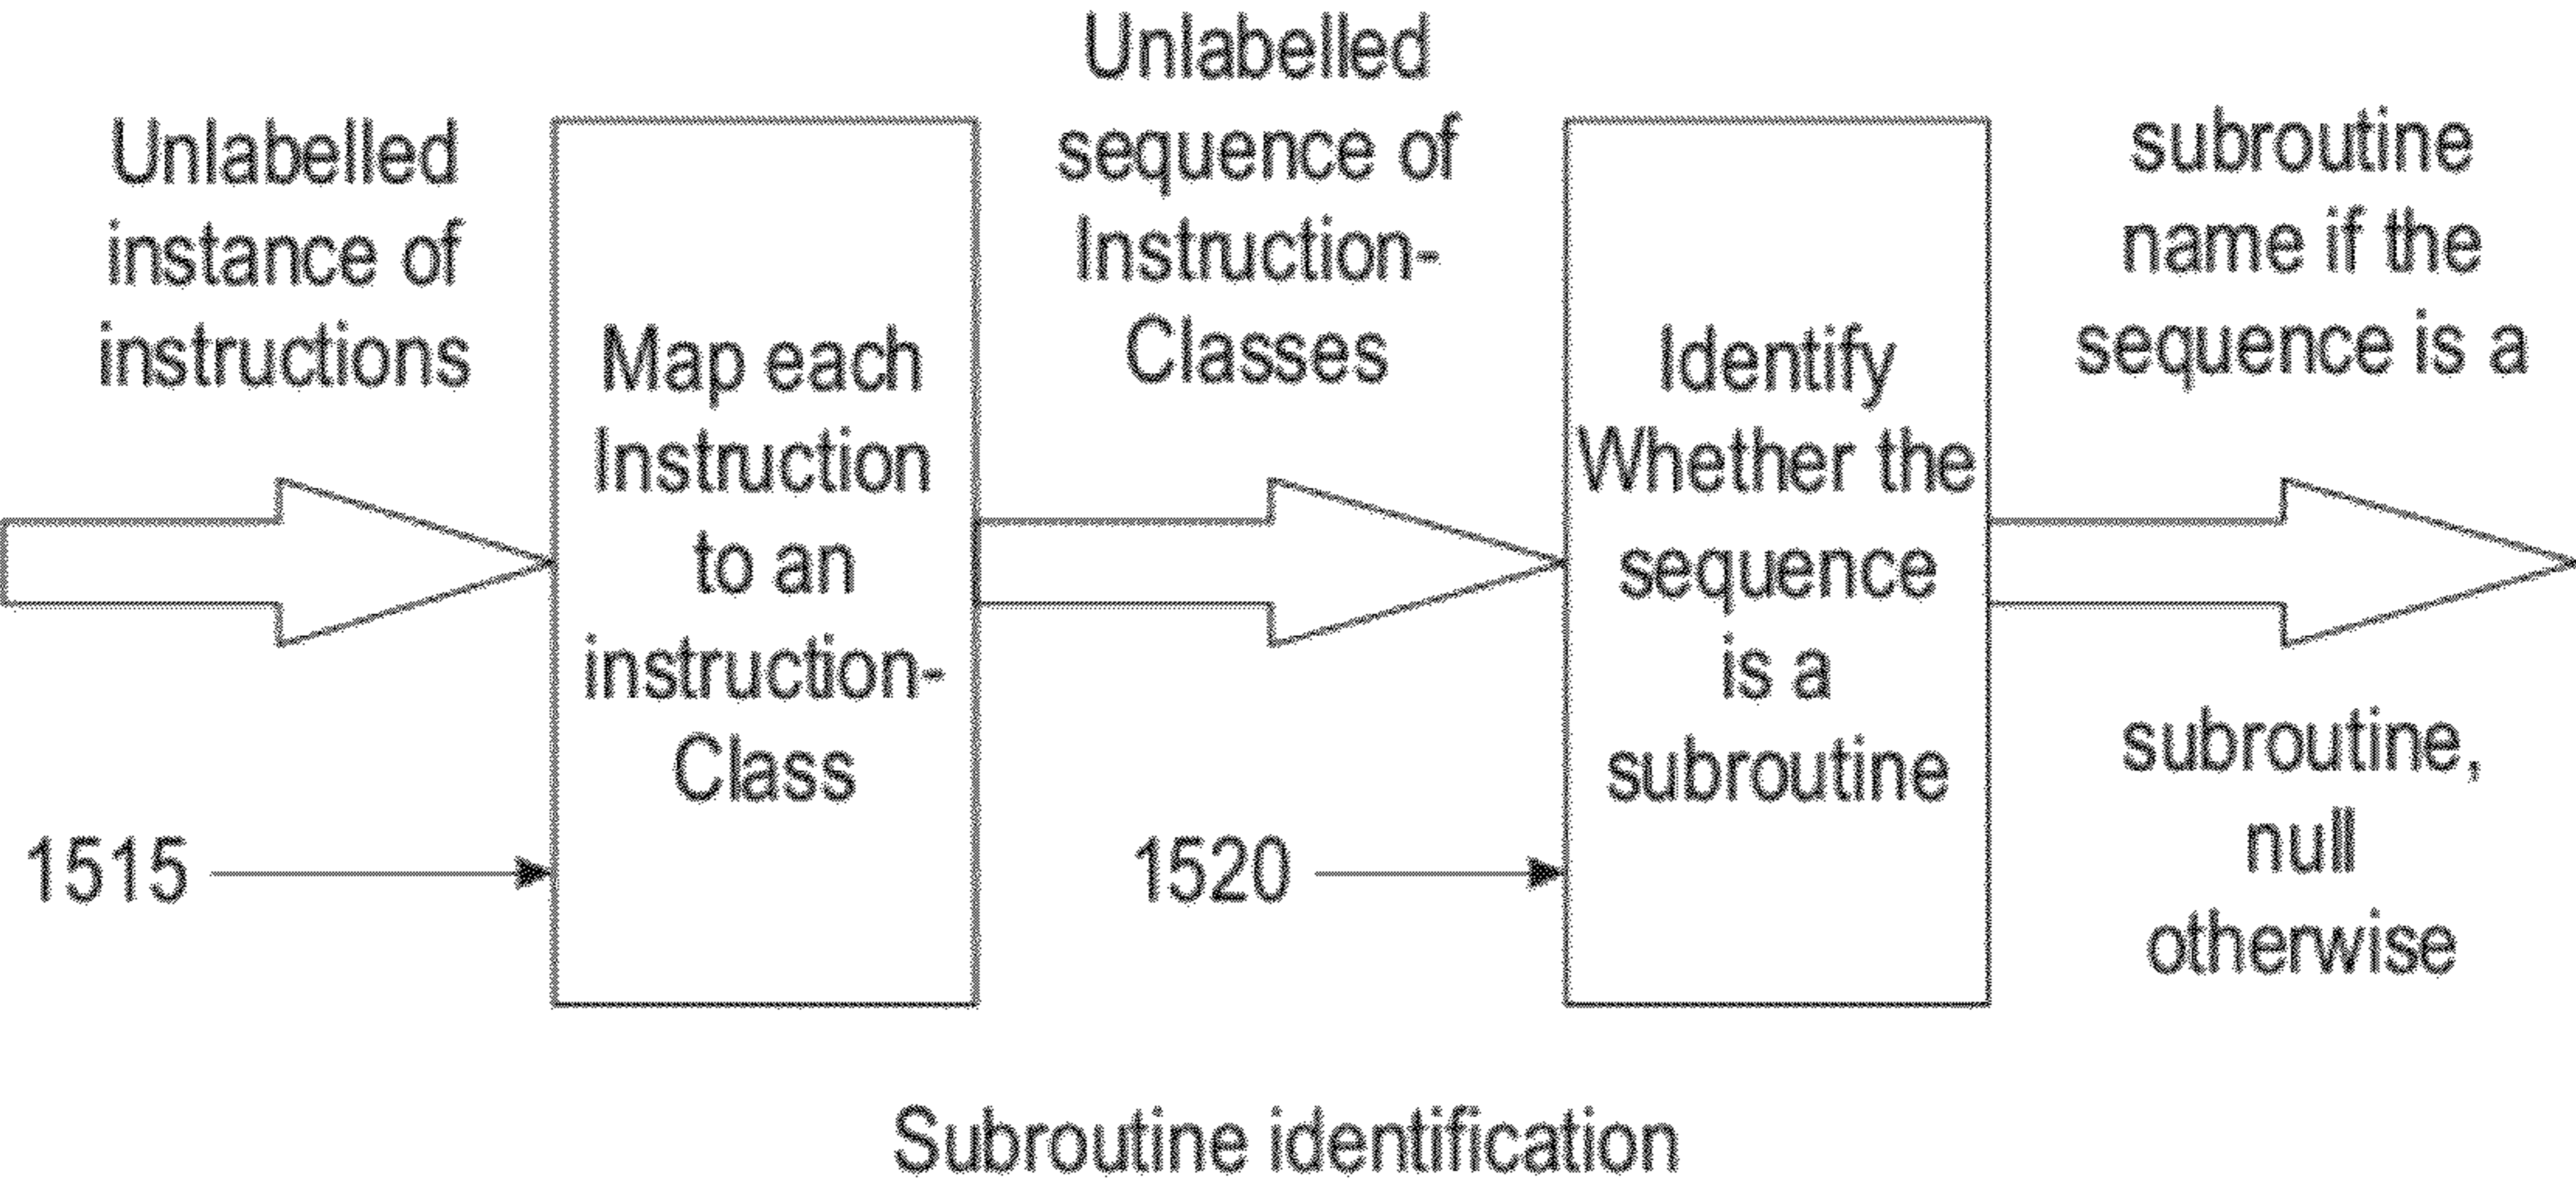 Unlabelled
instance of
instructions
1515
Map each
Instruction
to an
instruction-
Class
Unlabelled
sequence of
Instruction-
Classes
1520
Identify
Whether the
sequence
is a
subroutine
subroutine
name if the
sequence is a
subroutine,
null
otherwise
Subroutine identification